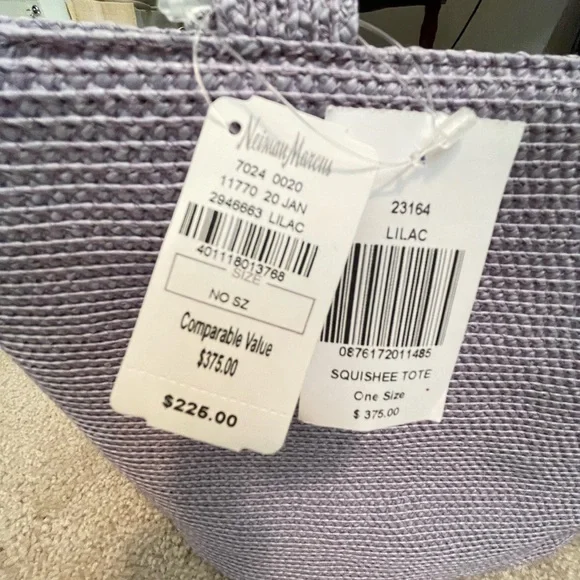 Neiman Marcus
7024 0020
11770 20 JAN
2946663 LILAC
401118013768
SIZE
NO SZ
Comparable Value
$375.00
$225.00
23164
LILAC
0876172011485
SQUISHEE TOTE
One Size
$ 375.00